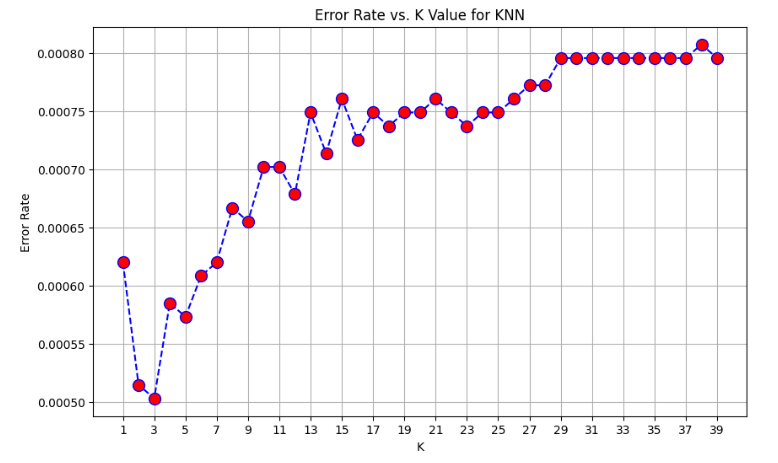 Error Rate vs. K Value for KNN
Error Rate
0.00080
0.00075
0.00070
0.00065
0.00060
0.00055
0.00050
1 3 5 7 9 11 13 15 17 19 21 23 25 27 29 31 33 35 37 39
K